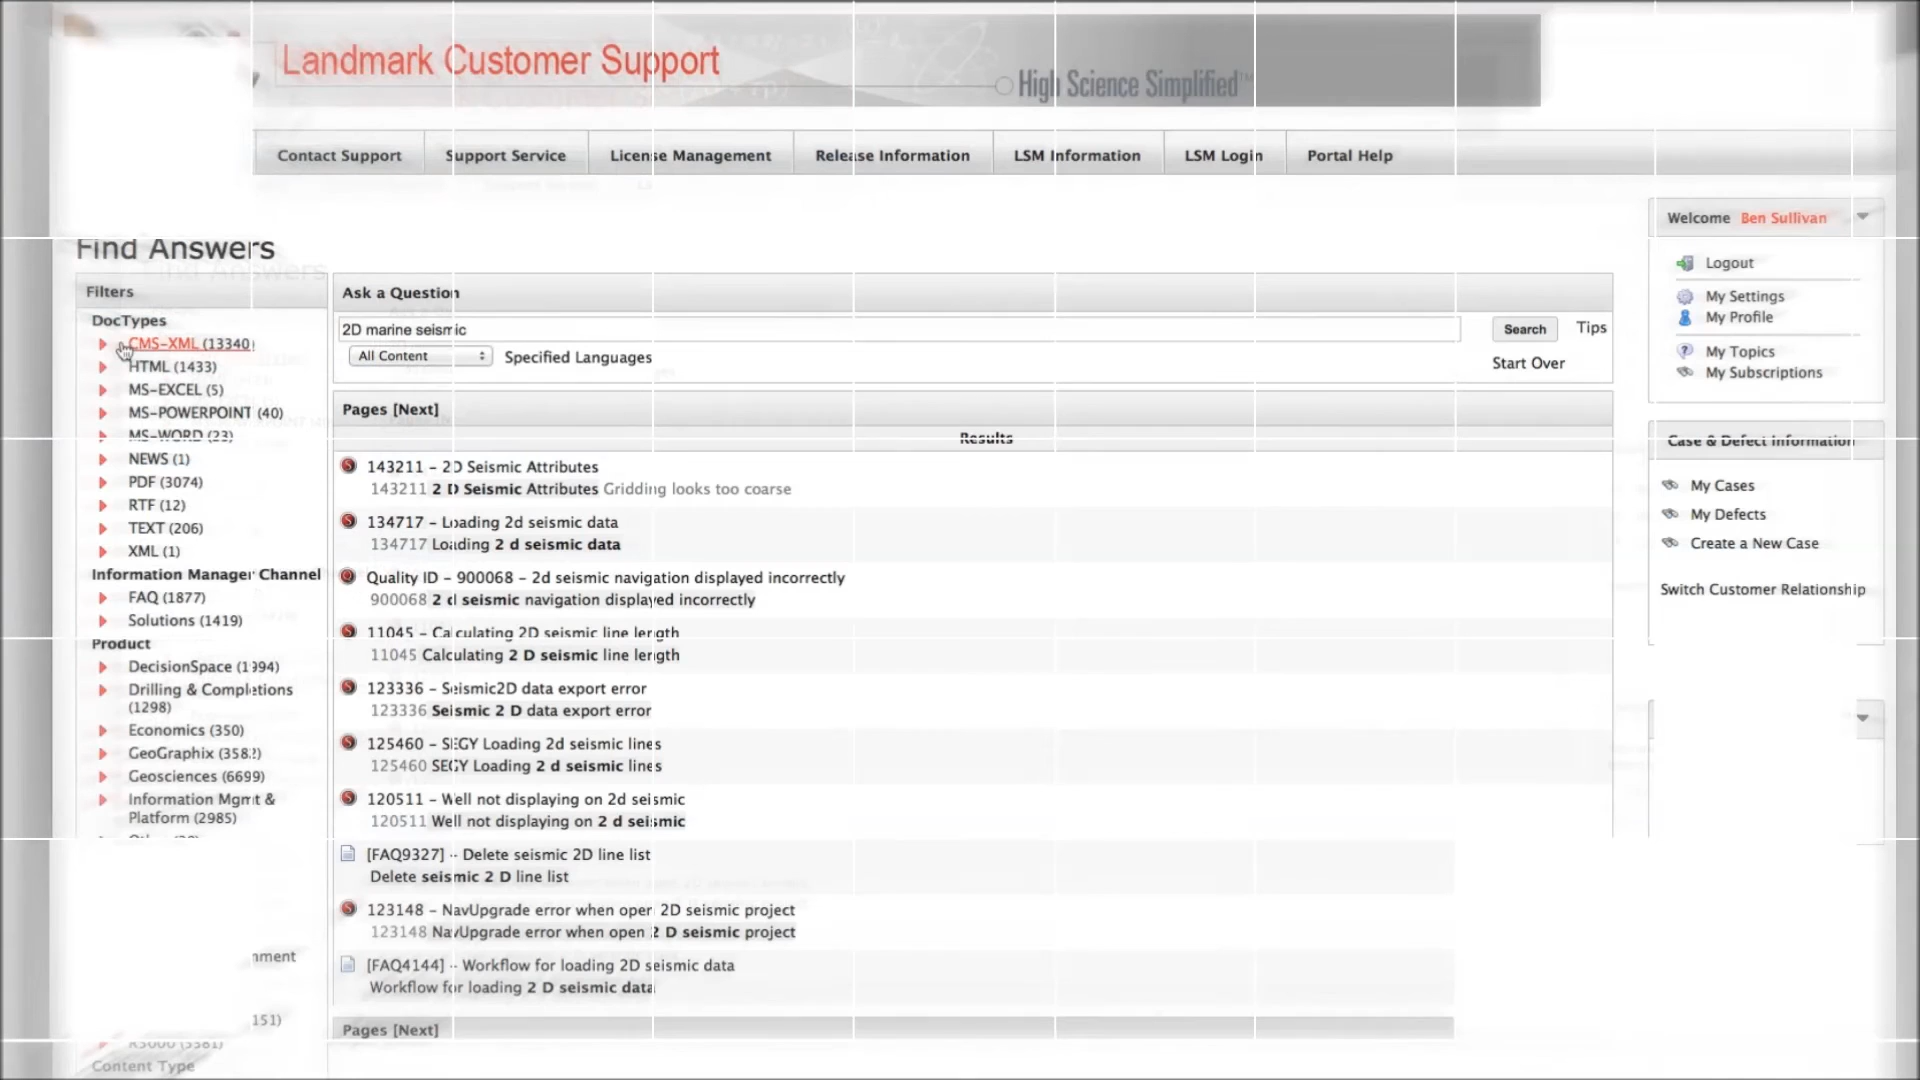 Landmark Customer Support
High Science Simplified™
Contact Support
Support Service
License Management
Release Information
LSM Information
LSM Login
Portal Help
Welcome Ben Sullivan
Logout
My Settings
My Profile
My Topics
My Subscriptions
Find Answers
Filters
DocTypes
CMS-XML (13340)
HTML (1433)
MS-EXCEL (5)
MS-POWERPOINT (40)
MS-WORD (23)
NEWS (1)
PDF (3074)
RTF (12)
TEXT (206)
XML (1)
Information Manager Channel
FAQ (1877)
Solutions (1419)
Product
DecisionSpace (1994)
Drilling & Completions
(1298)
Economics (350)
GeoGraphix (3582)
Geosciences (6699)
Information Mgmt &
Platform (2985)
nment
151)
R5000 (5581)
Content Type
Ask a Question
2D marine seismic
Search
Tips
All Content
Specified Languages
Start Over
Pages [Next]
Results
143211 - 2D Seismic Attributes
143211 2 D Seismic Attributes Gridding looks too coarse
134717 - Loading 2d seismic data
134717 Loading 2 d seismic data
Quality ID - 900068 - 2d seismic navigation displayed incorrectly
900068 2 d seismic navigation displayed incorrectly
11045 - Calculating 2D seismic line length
11045 Calculating 2 D seismic line length
123336 - Seismic2D data export error
123336 Seismic 2 D data export error
125460 - SEGY Loading 2d seismic lines
125460 SEGY Loading 2 d seismic lines
120511 - Well not displaying on 2d seismic
120511 Well not displaying on 2 d seismic
[FAQ9327] -- Delete seismic 2D line list
Delete seismic 2 D line list
123148 - NavUpgrade error when open 2D seismic project
123148 NavUpgrade error when open 2 D seismic project
[FAQ4144] -- Workflow for loading 2D seismic data
Workflow for loading 2 D seismic data
Pages [Next]
Case & Defect Information
My Cases
My Defects
Create a New Case
Switch Customer Relationship